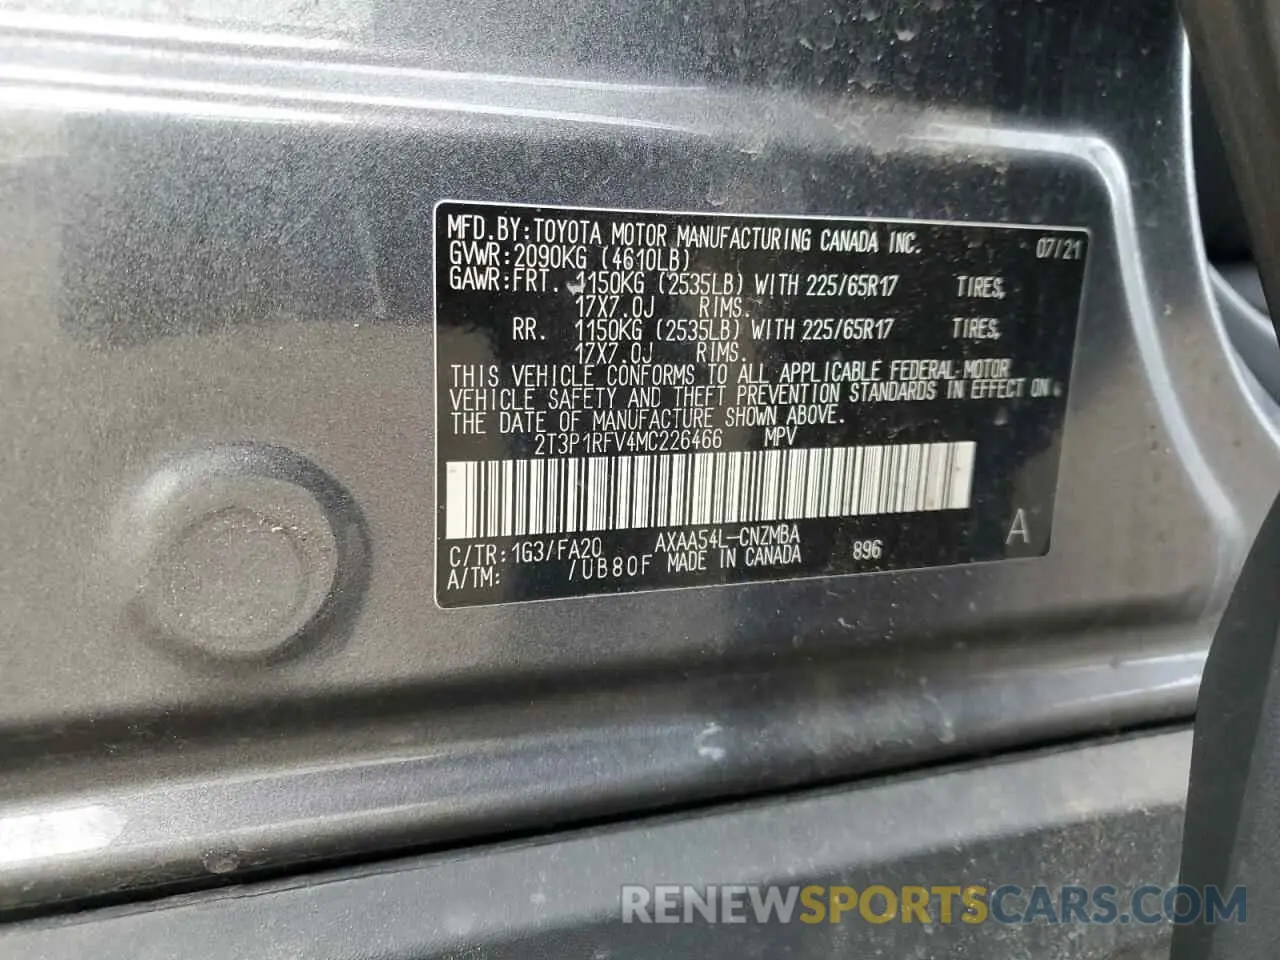 MFD.BY:TOYOTA MOTOR MANUFACTURING CANADA INC. 07/21
GVWR:2090KG (4610LB)
GAWR:FRT. 1150KG (2535LB) WITH 225/65R17 TIRES,
17X7.0J RIMS.
RR. 1150KG (2535LB) WITH 225/65R17 TIRES,
17X7.0J RIMS.
THIS VEHICLE CONFORMS TO ALL APPLICABLE FEDERAL MOTOR
VEHICLE SAFETY AND THEFT PREVENTION STANDARDS IN EFFECT ON
THE DATE OF MANUFACTURE SHOWN ABOVE.
2T3P1RFV4MC226466 MPV
C/TR:1G3/FA20 AXAA54L-CNZMBA 896 A
A/TM: /UB80F MADE IN CANADA
RENEWSPORTSCARS.COM